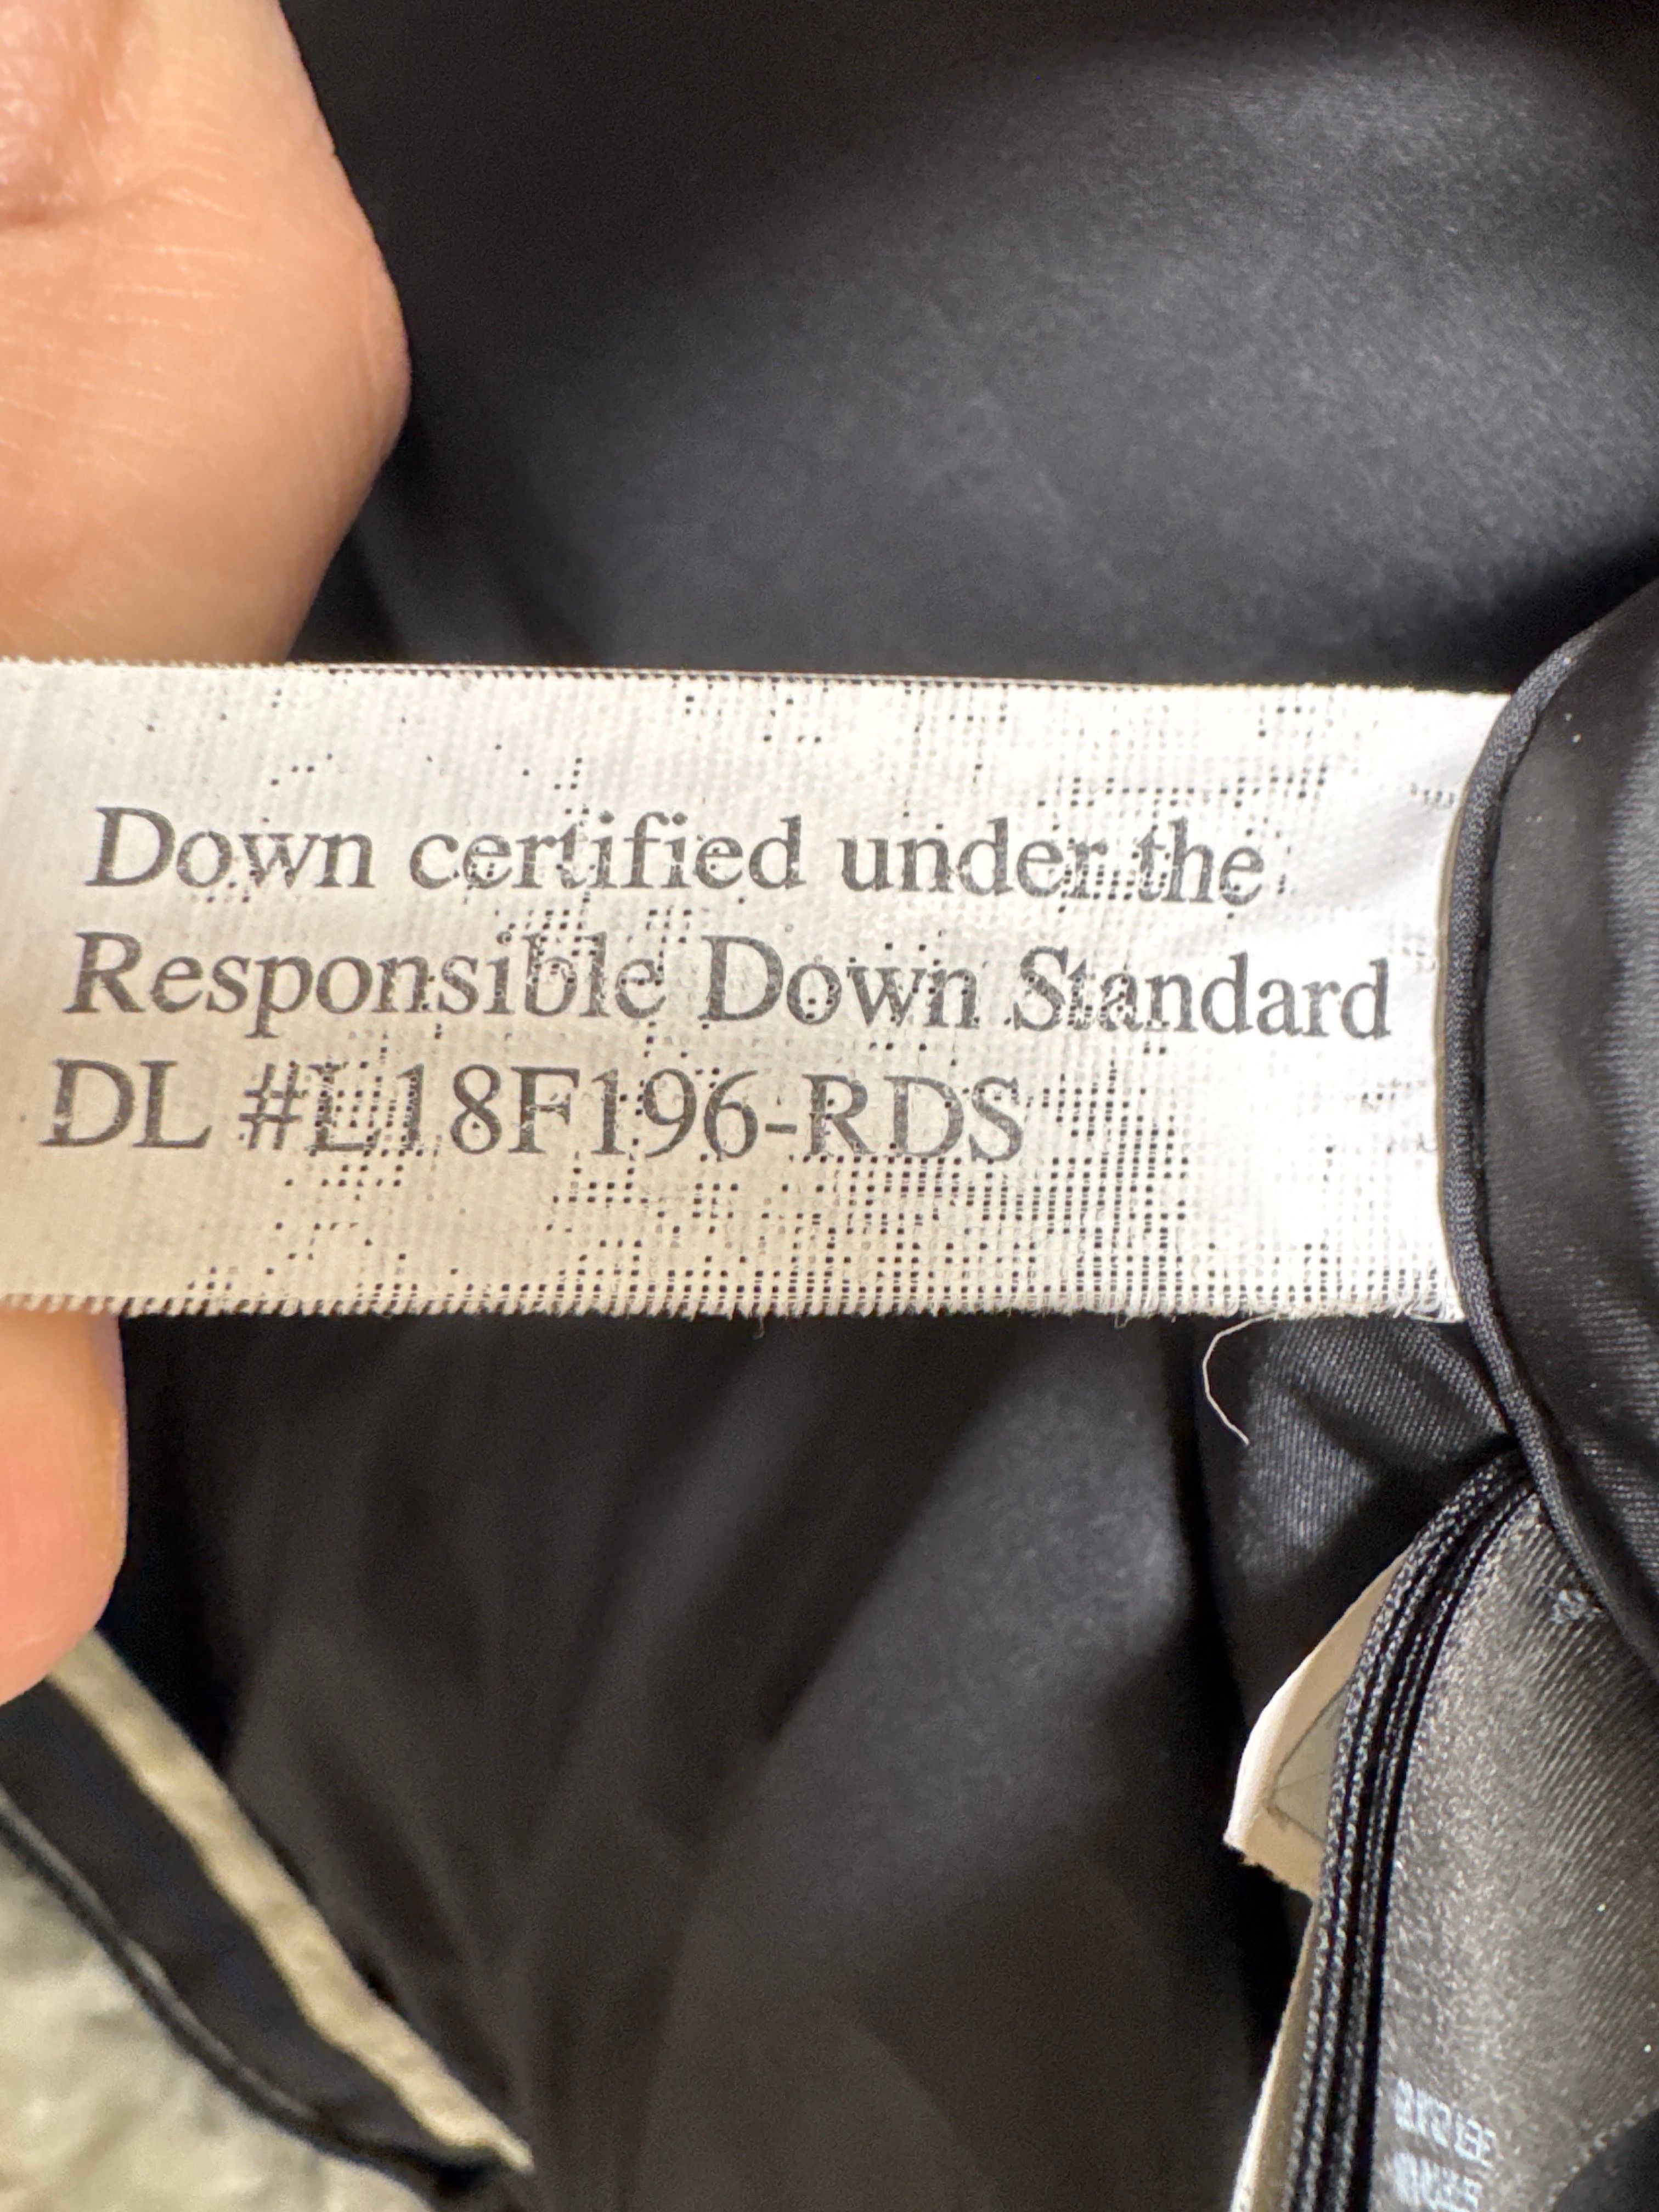 Down certified under the
Responsible Down Standard
DL #L18F196-RDS